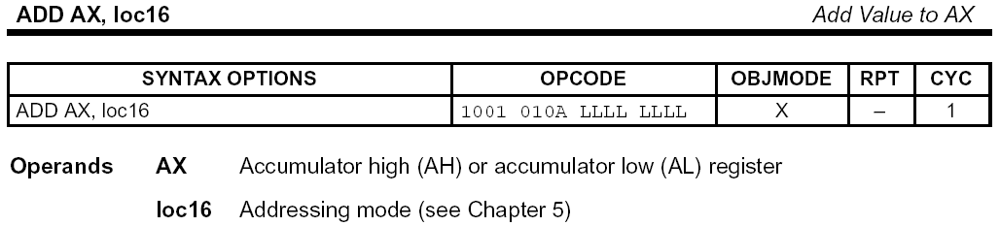 ADD AX, loc16 Add Value to AX
SYNTAX OPTIONS OPCODE OBJMODE RPT CYC
ADD AX, loc16 1001 010A LLLL LLLL X – 1
Operands AX Accumulator high (AH) or accumulator low (AL) register
loc16 Addressing mode (see Chapter 5)